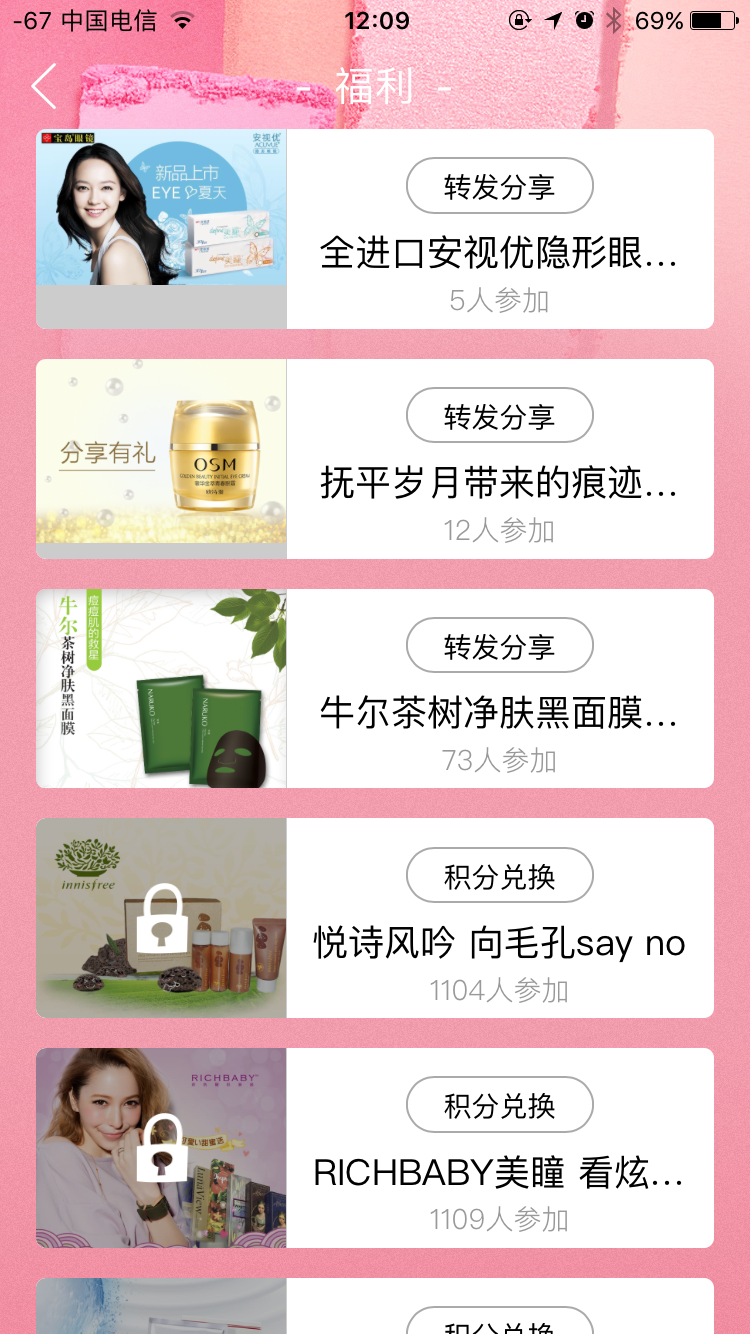 -67 中国电信 12:09 69%
- 福利 -
宝岛眼镜
安视优
ACUVUE
新品上市
EYE 夏天
define
define
转发分享
全进口安视优隐形眼...
5人参加
分享有礼
OSM
转发分享
抚平岁月带来的痕迹...
12人参加
牛尔茶树净肤黑面膜
痘痘肌的救星
NARUKO
NARUKO
转发分享
牛尔茶树净肤黑面膜...
73人参加
innisfree
积分兑换
悦诗风吟 向毛孔say no
1104人参加
RICHBABY
积分兑换
RICHBABY美瞳 看炫...
1109人参加
积分兑换